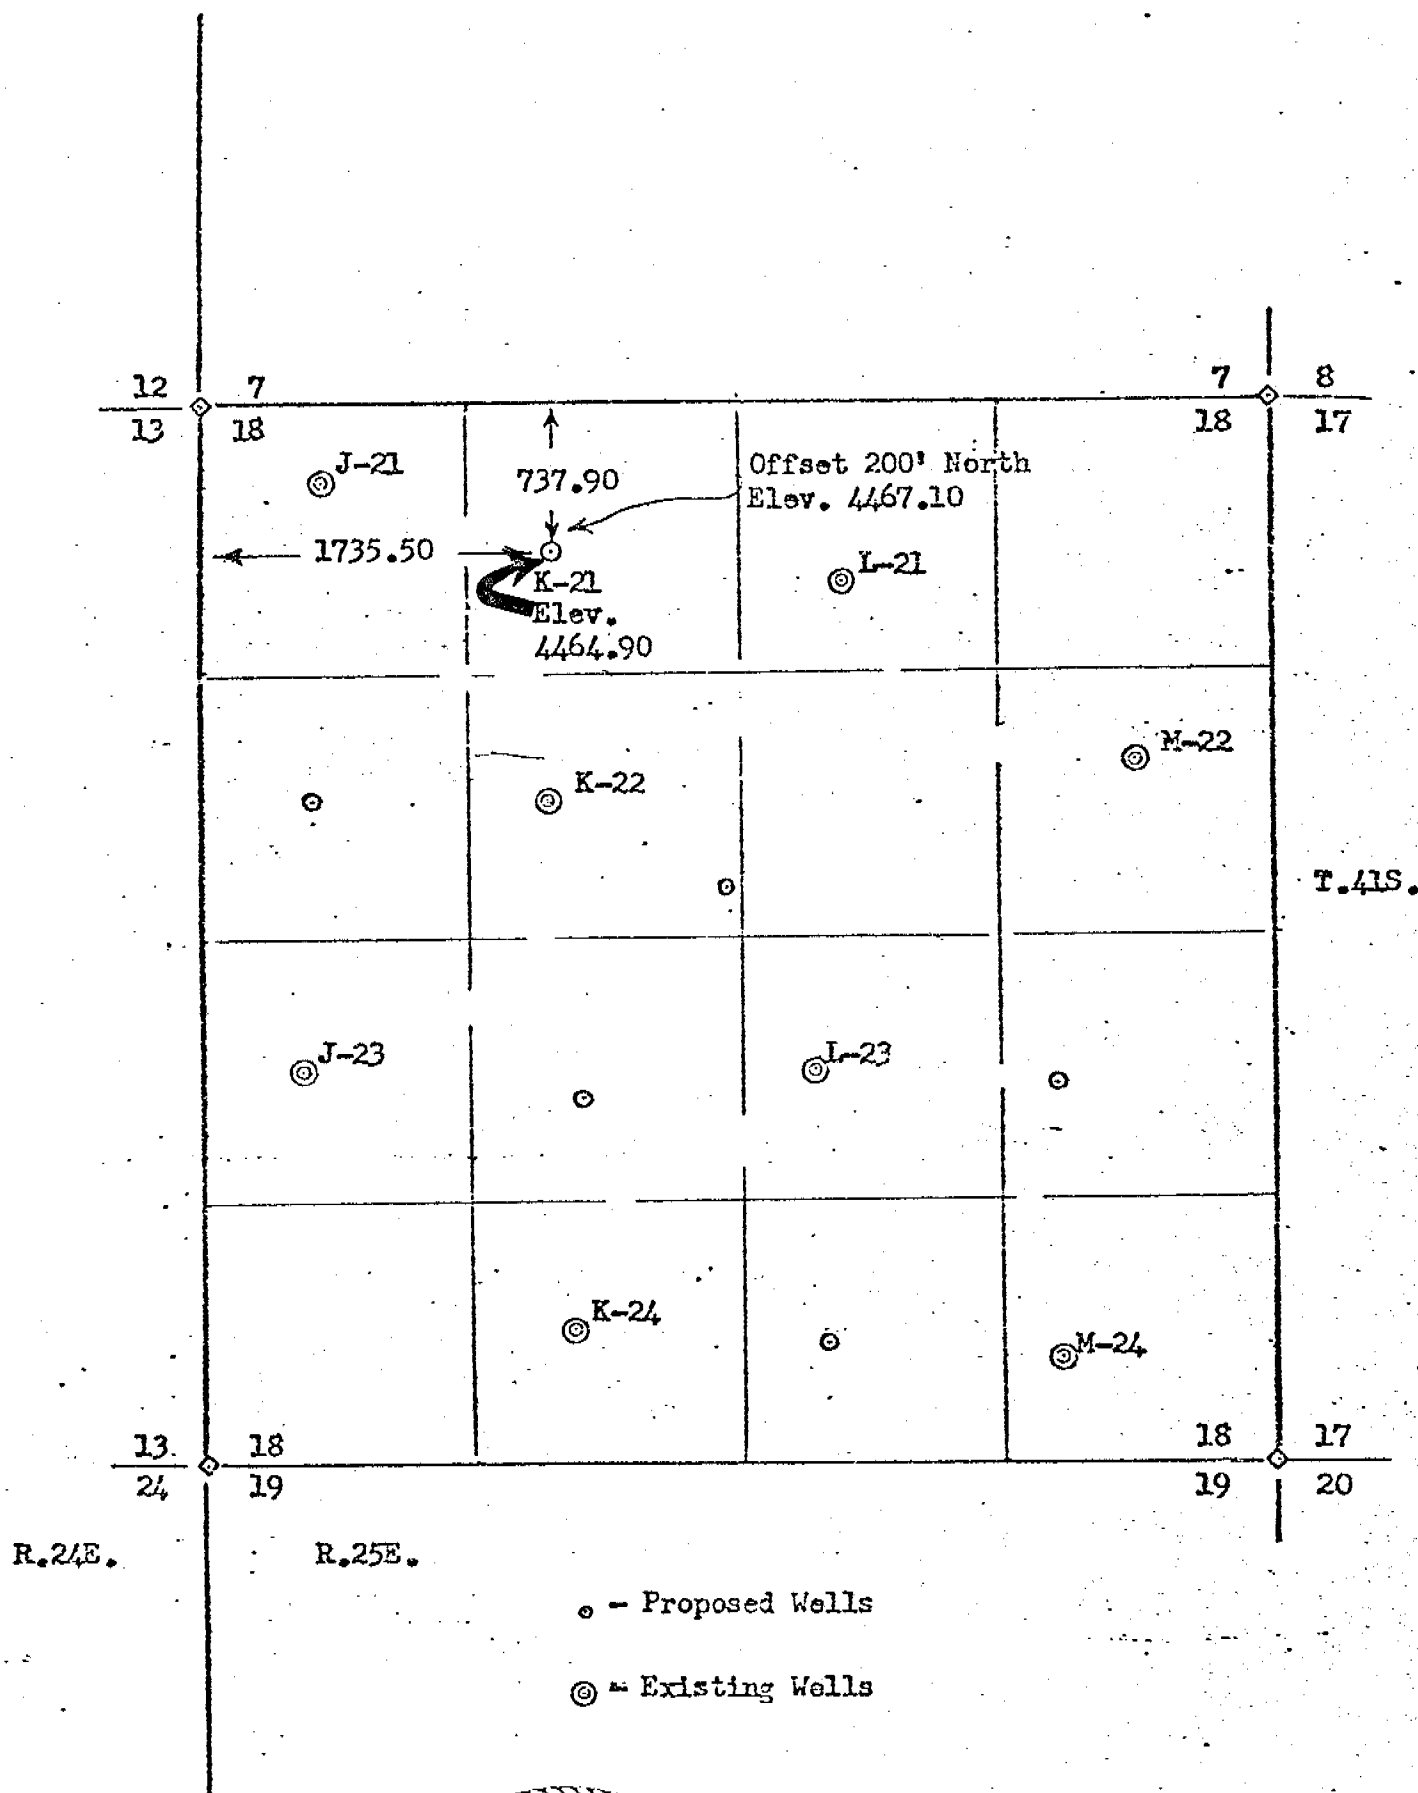 12 7
7 8
13 18
18 17
J-21
Offset 200' North
737.90
Elev. 4467.10
1735.50
L-21
K-21
Elev.
4464.90
M-22
K-22
T.41S.
J-23
L-23
K-24
M-24
13 18
18 17
24 19
19 20
R.24E. R.25E.
- Proposed Wells
- Existing Wells